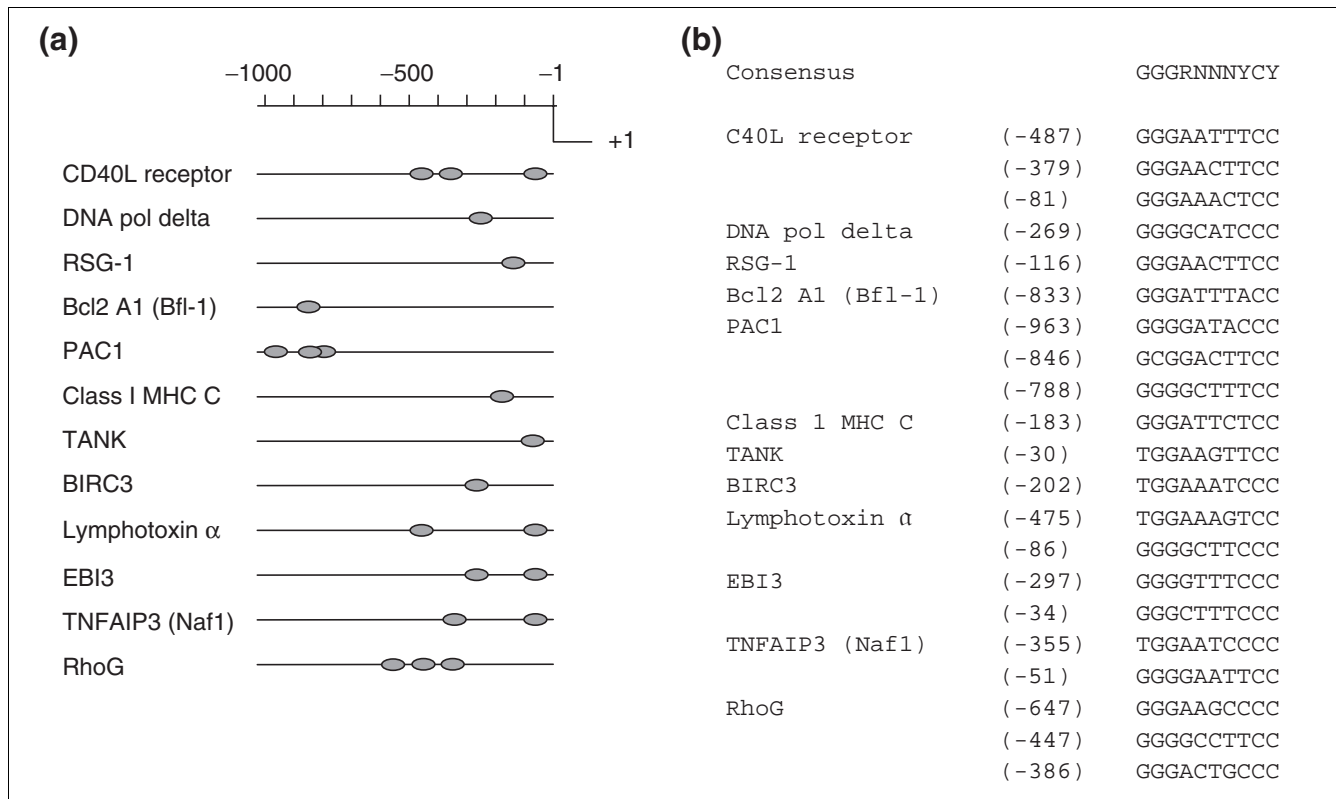 (a)
−1000 −500 −1
+1
CD40L receptor
DNA pol delta
RSG-1
Bcl2 A1 (Bfl-1)
PAC1
Class I MHC C
TANK
BIRC3
Lymphotoxin α
EBI3
TNFAIP3 (Naf1)
RhoG
(b)
Consensus GGGRNNNYCY
C40L receptor (-487) GGGAATTTCC
(-379) GGGAACTTCC
(-81) GGGAAACTCC
DNA pol delta (-269) GGGGCATCCC
RSG-1 (-116) GGGAACTTCC
Bcl2 A1 (Bfl-1) (-833) GGGATTTACC
PAC1 (-963) GGGGATACCC
(-846) GCGGACTTCC
(-788) GGGGCTTTCC
Class 1 MHC C (-183) GGGATTCTCC
TANK (-30) TGGAAGTTCC
BIRC3 (-202) TGGAAATCCC
Lymphotoxin α (-475) TGGAAAGTCC
(-86) GGGGCTTCCC
EBI3 (-297) GGGGTTTCCC
(-34) GGGCTTTCCC
TNFAIP3 (Naf1) (-355) TGGAATCCCC
(-51) GGGGAATTCC
RhoG (-647) GGGAAGCCCC
(-447) GGGGCCTTCC
(-386) GGGACTGCCC